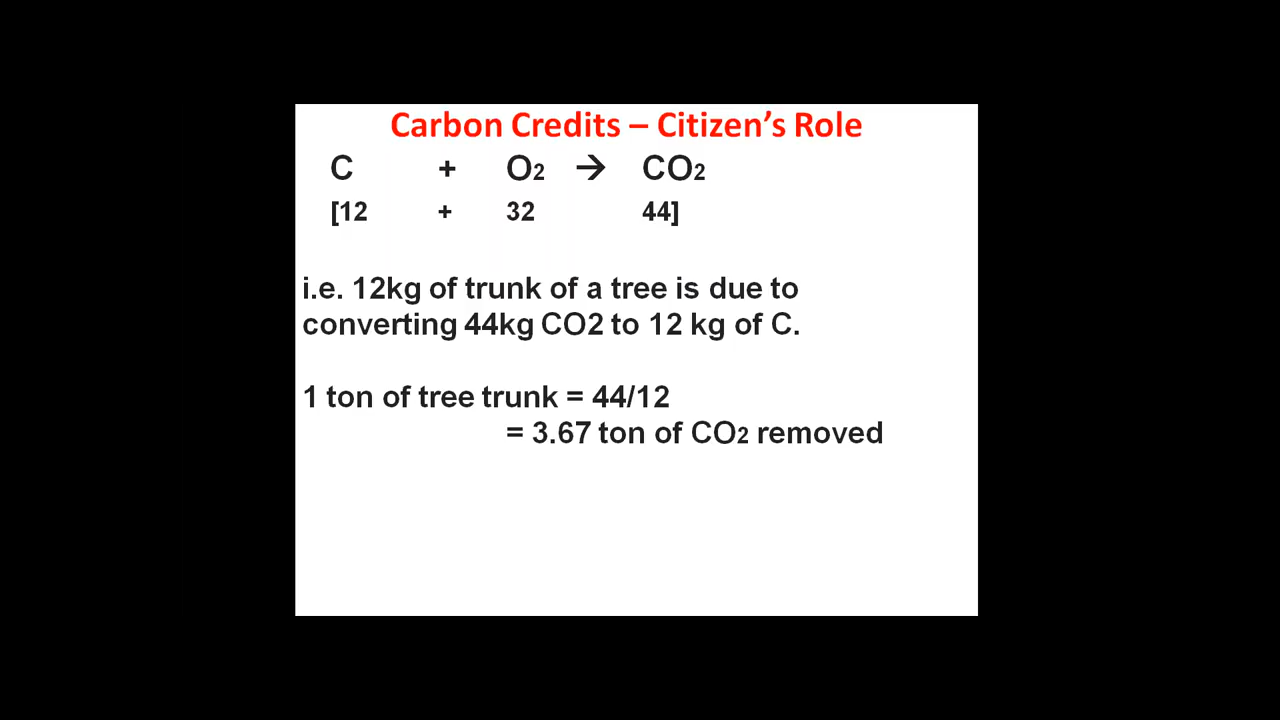 Carbon Credits – Citizen's Role
C + O2 → CO2
[12 + 32 44]
i.e. 12kg of trunk of a tree is due to
converting 44kg CO2 to 12 kg of C.
1 ton of tree trunk = 44/12
= 3.67 ton of CO2 removed